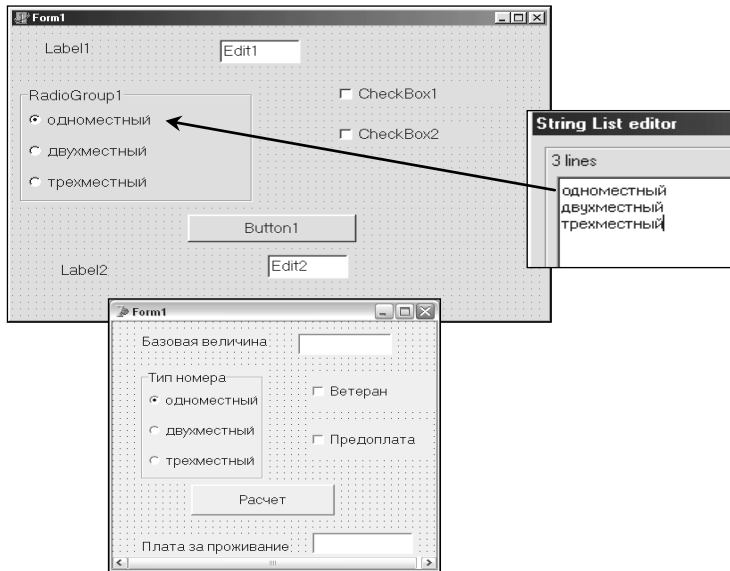 Form1
Label1
Edit1
RadioGroup1
одноместный
двухместный
трехместный
CheckBox1
CheckBox2
Button1
Label2
Edit2
String List editor
3 lines
одноместный
двухместный
трехместный
Form1
Базовая величина
Тип номера
одноместный
двухместный
трехместный
Ветеран
Предоплата
Расчет
Плата за проживание: